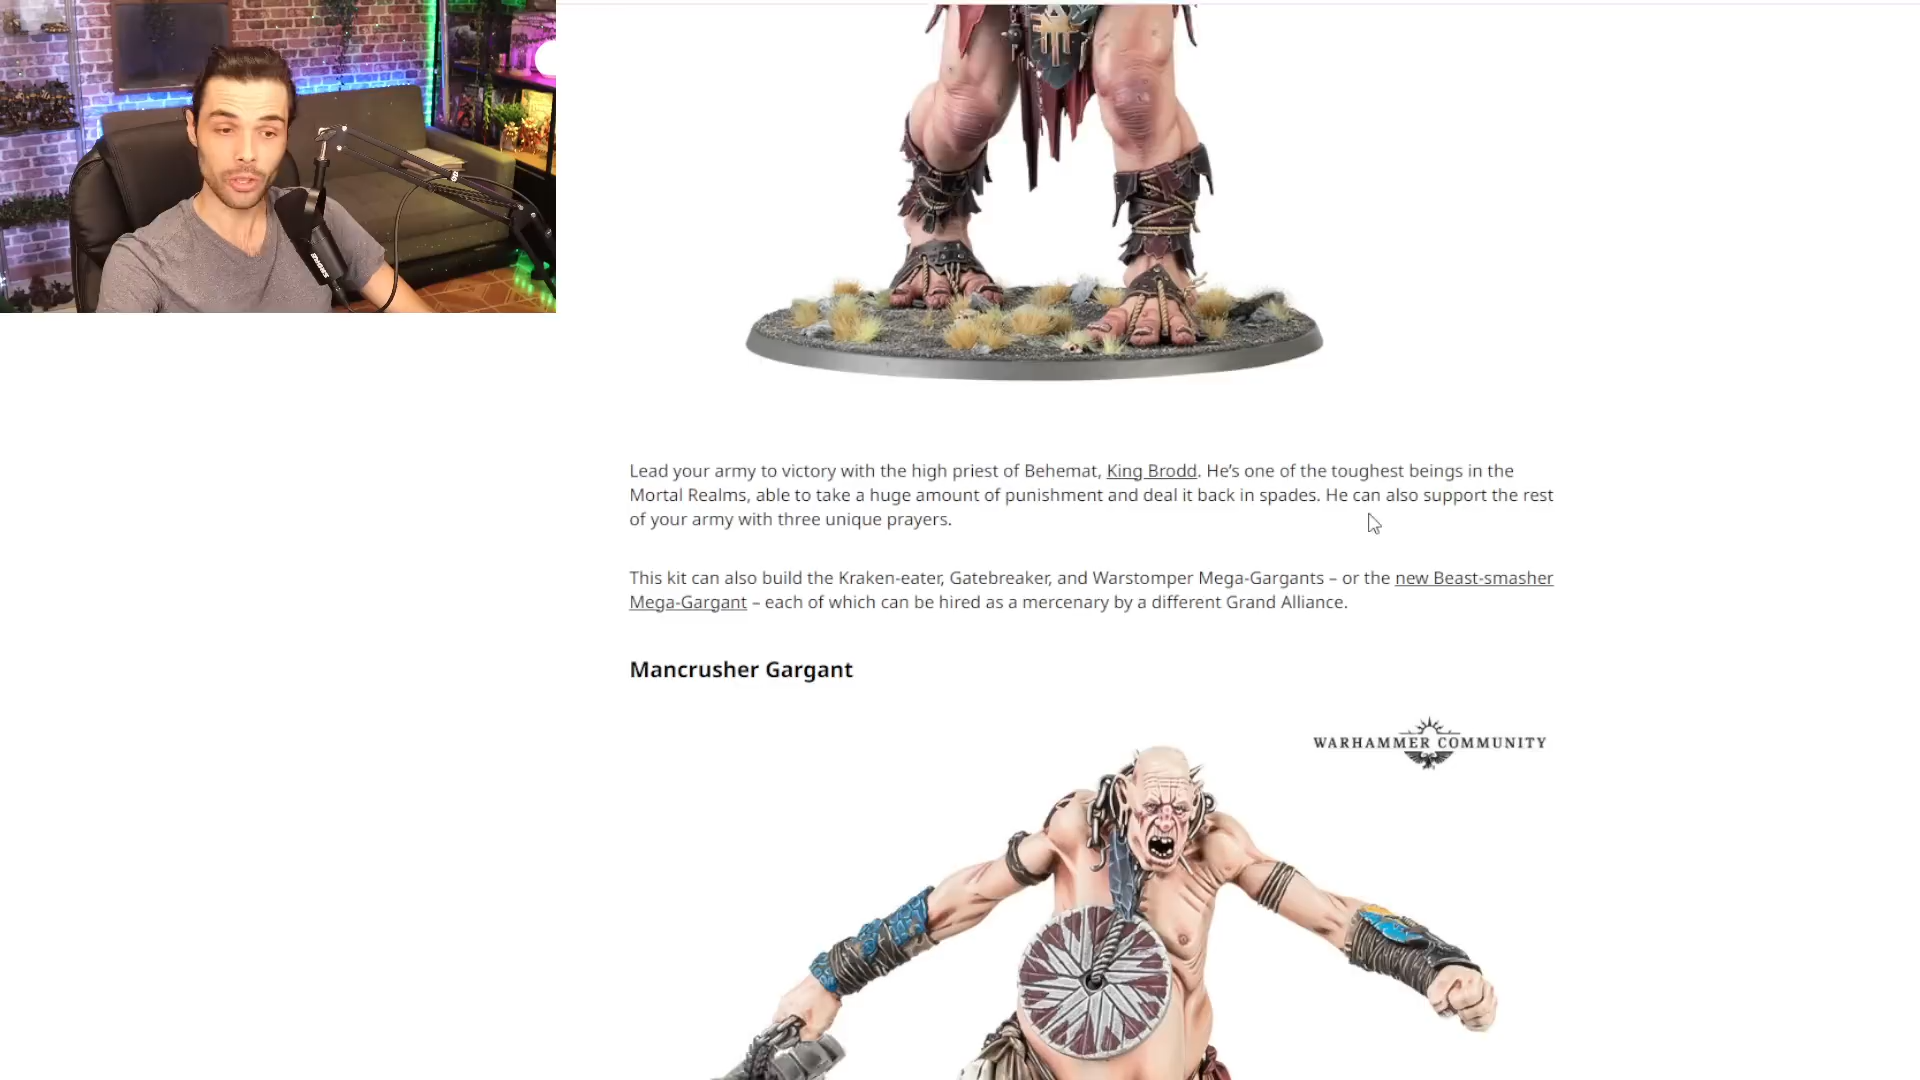 Lead your army to victory with the high priest of Behemat, King Brodd. He’s one of the toughest beings in the
Mortal Realms, able to take a huge amount of punishment and deal it back in spades. He can also support the rest
of your army with three unique prayers.
This kit can also build the Kraken-eater, Gatebreaker, and Warstomper Mega-Gargants – or the new Beast-smasher
Mega-Gargant – each of which can be hired as a mercenary by a different Grand Alliance.
Mancrusher Gargant
WARHAMMER COMMUNITY
SHURE